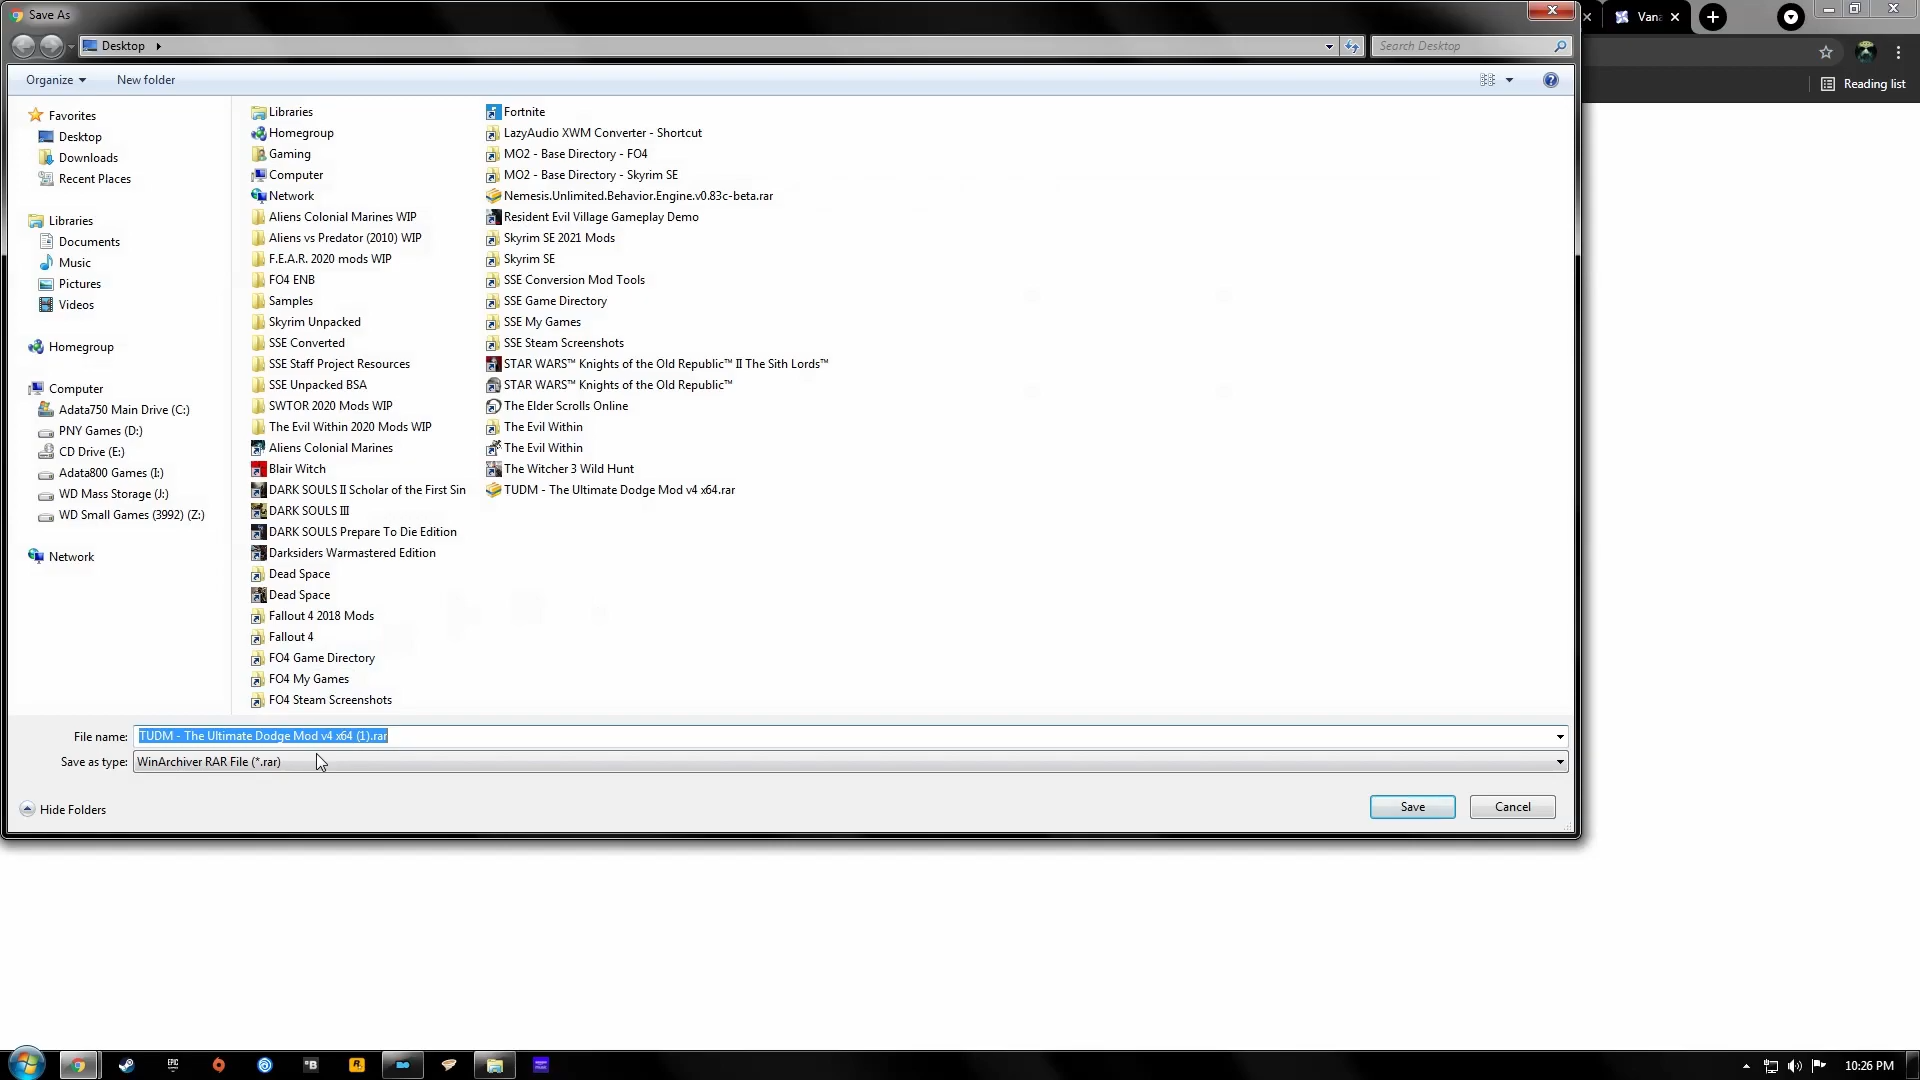 Save As
Vana
Desktop
Search Desktop
Organize
New folder
Reading list
Favorites
Desktop
Downloads
Recent Places
Libraries
Documents
Music
Pictures
Videos
Homegroup
Computer
Adata750 Main Drive (C:)
PNY Games (D:)
CD Drive (E:)
Adata800 Games (I:)
WD Mass Storage (J:)
WD Small Games (3992) (Z:)
Network
Libraries
Homegroup
Gaming
Computer
Network
Aliens Colonial Marines WIP
Aliens vs Predator (2010) WIP
F.E.A.R. 2020 mods WIP
FO4 ENB
Samples
Skyrim Unpacked
SSE Converted
SSE Staff Project Resources
SSE Unpacked BSA
SWTOR 2020 Mods WIP
The Evil Within 2020 Mods WIP
Aliens Colonial Marines
Blair Witch
DARK SOULS II Scholar of the First Sin
DARK SOULS III
DARK SOULS Prepare To Die Edition
Darksiders Warmastered Edition
Dead Space
Dead Space
Fallout 4 2018 Mods
Fallout 4
FO4 Game Directory
FO4 My Games
FO4 Steam Screenshots
Fortnite
LazyAudio XWM Converter - Shortcut
MO2 - Base Directory - FO4
MO2 - Base Directory - Skyrim SE
Nemesis.Unlimited.Behavior.Engine.v0.83c-beta.rar
Resident Evil Village Gameplay Demo
Skyrim SE 2021 Mods
Skyrim SE
SSE Conversion Mod Tools
SSE Game Directory
SSE My Games
SSE Steam Screenshots
STAR WARS™ Knights of the Old Republic™ II The Sith Lords™
STAR WARS™ Knights of the Old Republic™
The Elder Scrolls Online
The Evil Within
The Evil Within
The Witcher 3 Wild Hunt
TUDM - The Ultimate Dodge Mod v4 x64.rar
File name: TUDM - The Ultimate Dodge Mod v4 x64 (1).rar
Save as type: WinArchiver RAR File (*.rar)
Hide Folders
Save
Cancel
10:26 PM